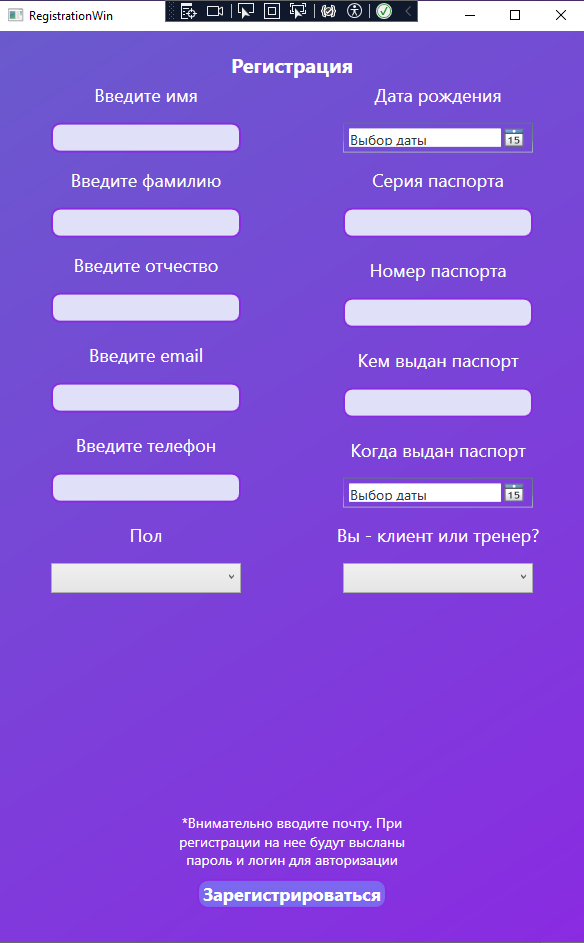 RegistrationWin
Регистрация
Введите имя
Дата рождения
Выбор даты
15
Введите фамилию
Серия паспорта
Введите отчество
Номер паспорта
Введите email
Кем выдан паспорт
Введите телефон
Когда выдан паспорт
Выбор даты
15
Пол
Вы - клиент или тренер?
*Внимательно вводите почту. При
регистрации на нее будут высланы
пароль и логин для авторизации
Зарегистрироваться